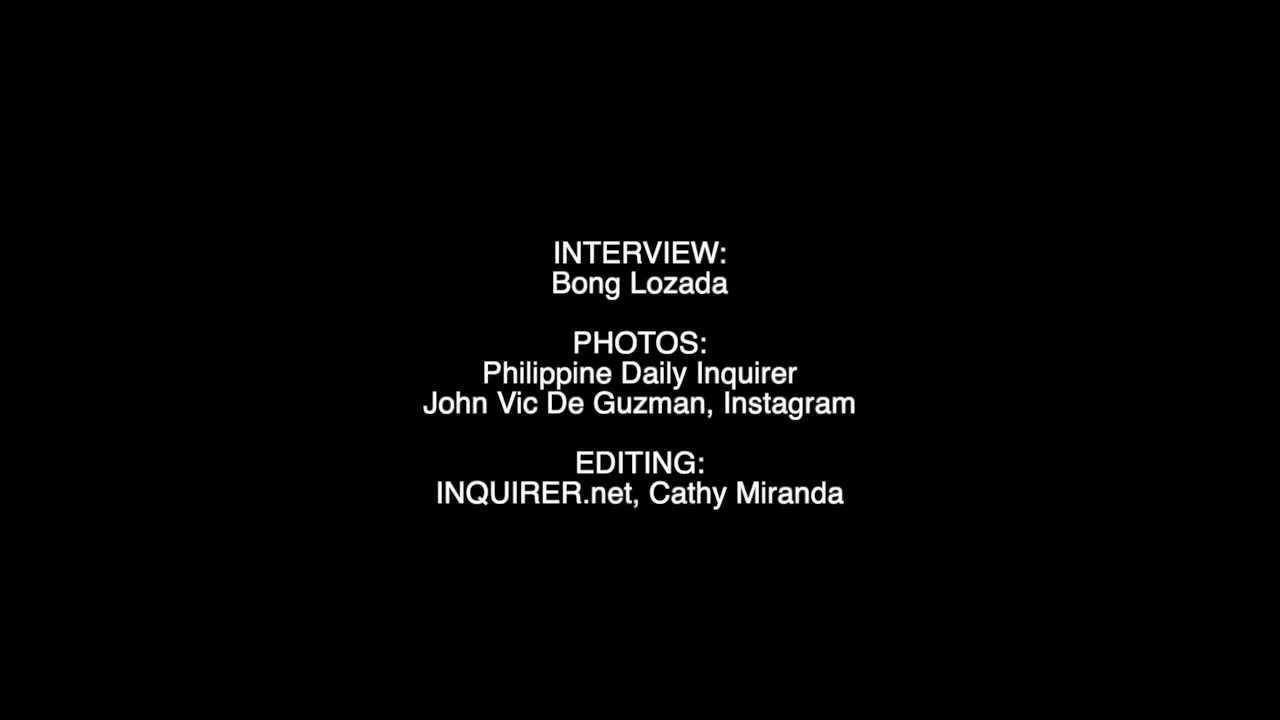 INTERVIEW:
Bong Lozada
PHOTOS:
Philippine Daily Inquirer
John Vic De Guzman, Instagram
EDITING:
INQUIRER.net, Cathy Miranda